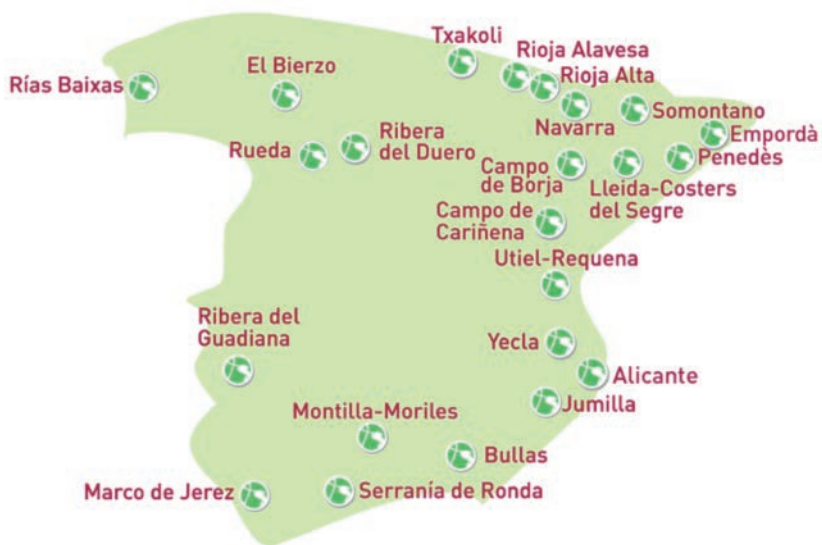 Txakoli
Rioja Alavesa
Rioja Alta
El Bierzo
Rías Baixas
Somontano
Navarra
Empordà
Ribera
del Duero
Rueda
Penedès
Campo
de Borja
Lleida-Costers
del Segre
Campo de
Cariñena
Utiel-Requena
Ribera del
Guadiana
Yecla
Alicante
Jumilla
Montilla-Moriles
Bullas
Marco de Jerez
Serranía de Ronda